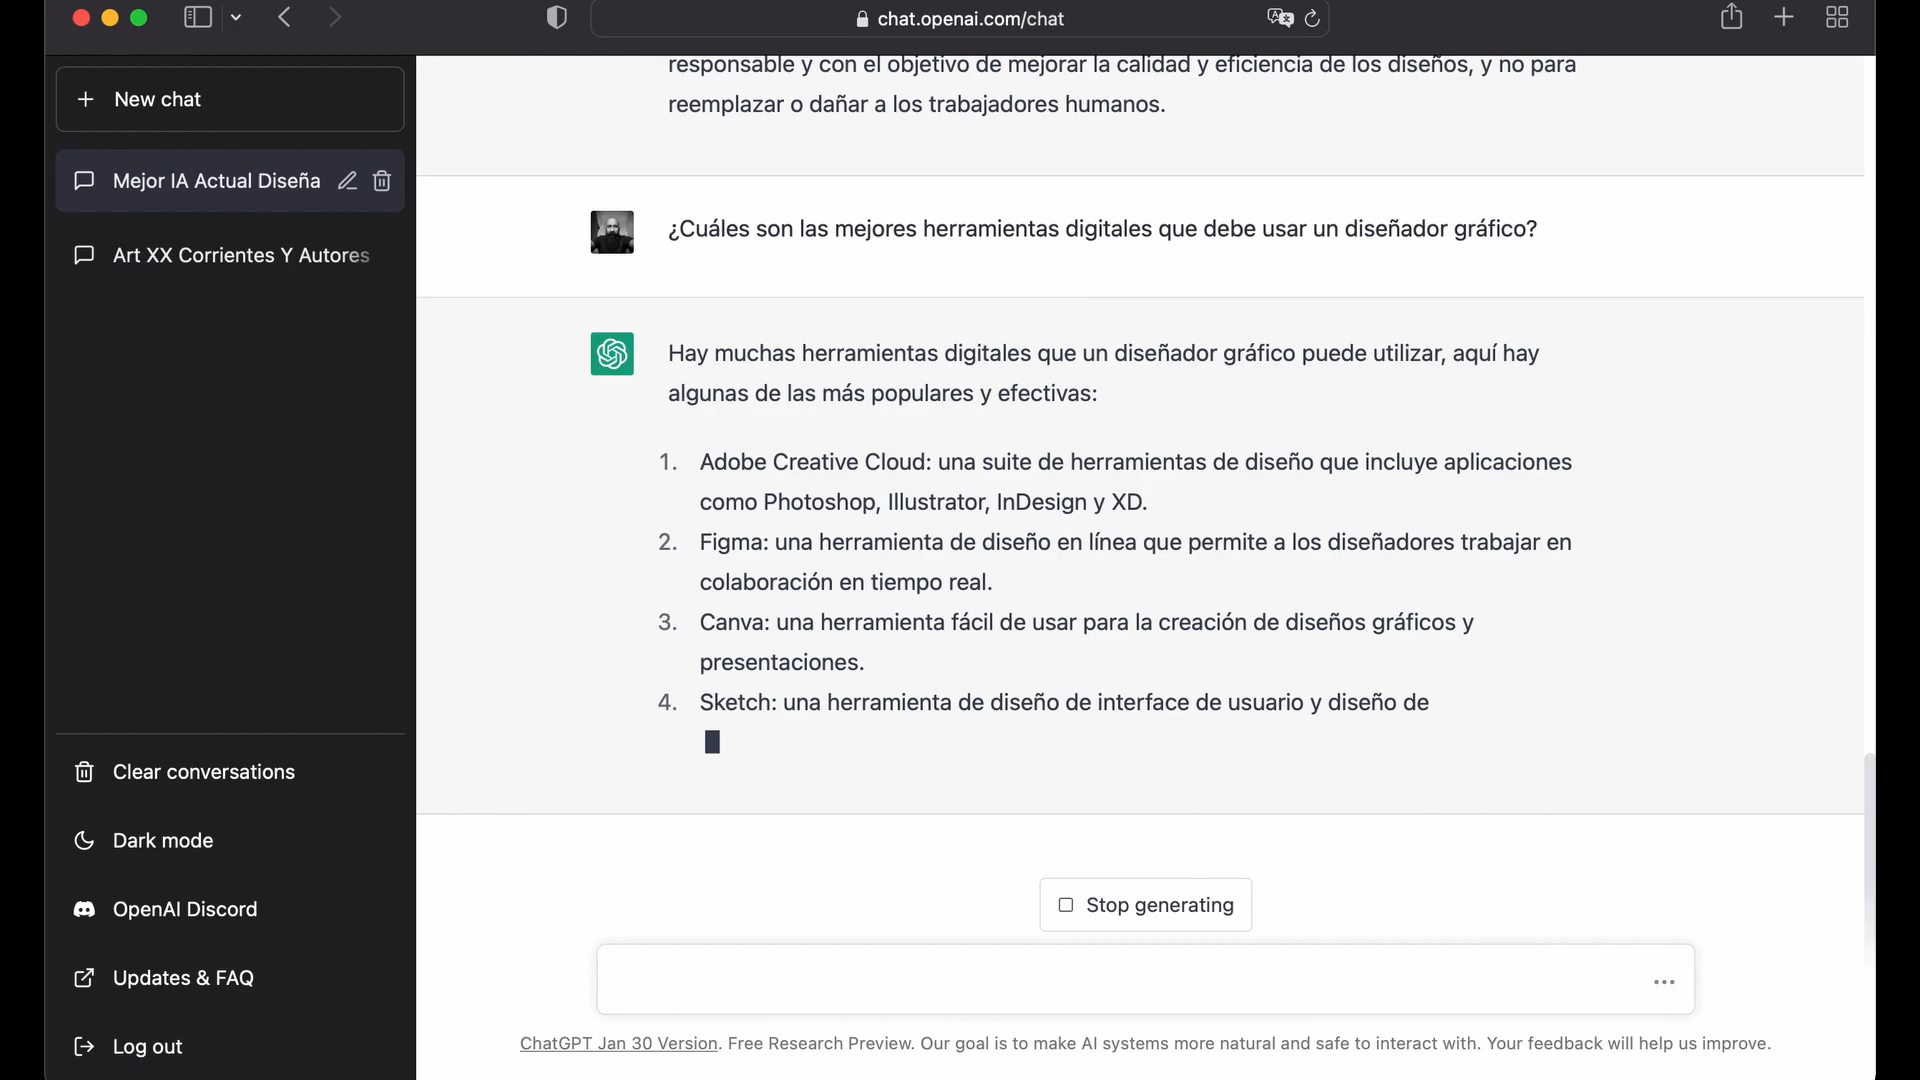 chat.openai.com/chat
New chat
Mejor IA Actual Diseña
Art XX Corrientes Y Autores
Clear conversations
Dark mode
OpenAI Discord
Updates & FAQ
Log out
responsable y con el objetivo de mejorar la calidad y eficiencia de los diseños, y no para
reemplazar o dañar a los trabajadores humanos.
¿Cuáles son las mejores herramientas digitales que debe usar un diseñador gráfico?
Hay muchas herramientas digitales que un diseñador gráfico puede utilizar, aquí hay
algunas de las más populares y efectivas:
1. Adobe Creative Cloud: una suite de herramientas de diseño que incluye aplicaciones
como Photoshop, Illustrator, InDesign y XD.
2. Figma: una herramienta de diseño en línea que permite a los diseñadores trabajar en
colaboración en tiempo real.
3. Canva: una herramienta fácil de usar para la creación de diseños gráficos y
presentaciones.
4. Sketch: una herramienta de diseño de interface de usuario y diseño de
Stop generating
ChatGPT Jan 30 Version. Free Research Preview. Our goal is to make AI systems more natural and safe to interact with. Your feedback will help us improve.